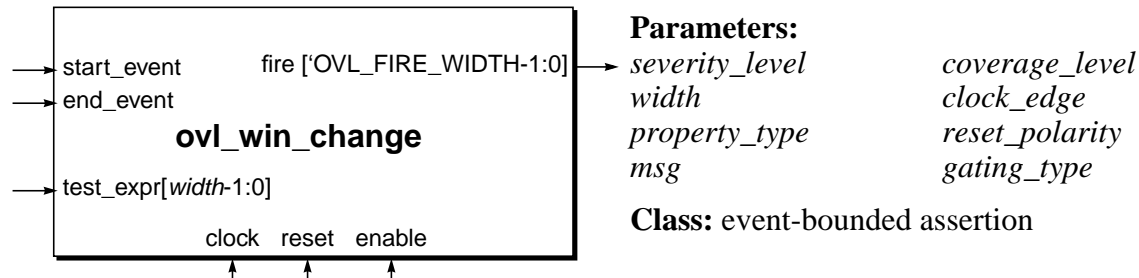 start_event
fire [‘OVL_FIRE_WIDTH-1:0]
end_event
ovl_win_change
test_expr[width-1:0]
clock reset enable
Parameters:
severity_level coverage_level
width clock_edge
property_type reset_polarity
msg gating_type
Class: event-bounded assertion